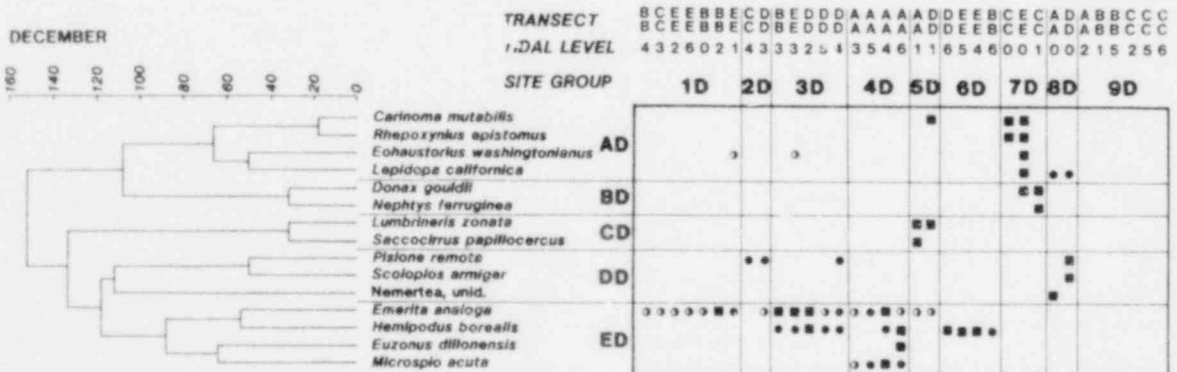 DECEMBER
TRANSECT B C E E B B E C D B E D D D A A A A A D D E E B C E C A D A B B C C C
B C E E B B E C D B E D D D A A A A A D D E E B C E C A D A B B C C C
TIDAL LEVEL 4 3 2 6 0 2 1 4 3 3 3 2 5 4 3 5 4 6 1 1 6 5 4 6 0 0 1 0 0 2 1 5 2 5 6
SITE GROUP 1D 2D 3D 4D 5D 6D 7D 8D 9D
160 140 120 100 80 60 40 20 0
Carinoma mutabilis
Rhepoxynius epistomus
AD
Eohaustorius washingtonianus
Lepidopa californica
Donax gouldii
BD
Nephtys ferruginea
Lumbrineris zonata
CD
Saccocirrus papillocercus
Pisione remota
Scoloplos armiger
DD
Nemertea, unid.
Emerita analoga
Hemipodus borealis
ED
Euzonus dillonensis
Microspio acuta